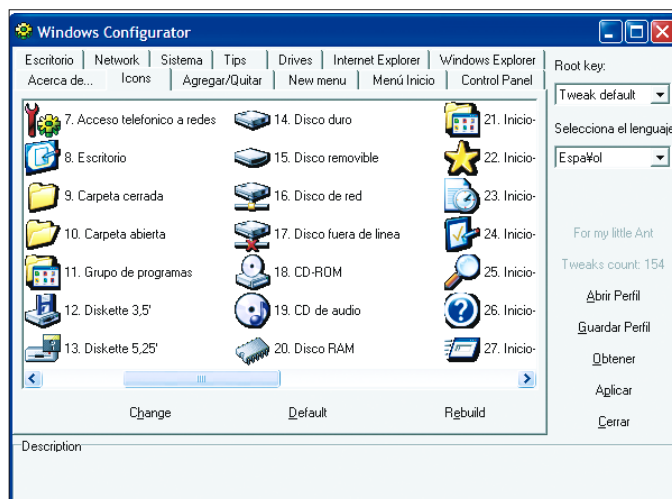 Windows Configurator
Escritorio Network Sistema Tips Drives Internet Explorer Windows Explorer
Acerca de... Icons Agregar/Quitar New menu Menú Inicio Control Panel
7. Acceso telefonico a redes 14. Disco duro 21. Inicio-
8. Escritorio 15. Disco removible 22. Inicio-
9. Carpeta cerrada 16. Disco de red 23. Inicio-
10. Carpeta abierta 17. Disco fuera de linea 24. Inicio-
11. Grupo de programas 18. CD-ROM 25. Inicio-
12. Diskette 3,5' 19. CD de audio 26. Inicio-
13. Diskette 5,25' 20. Disco RAM 27. Inicio-
Change Default Rebuild
Root key:
Tweak default
Selecciona el lenguaje
Espa¥ol
For my little Ant
Tweaks count: 154
Abrir Perfil
Guardar Perfil
Obtener
Aplicar
Cerrar
Description